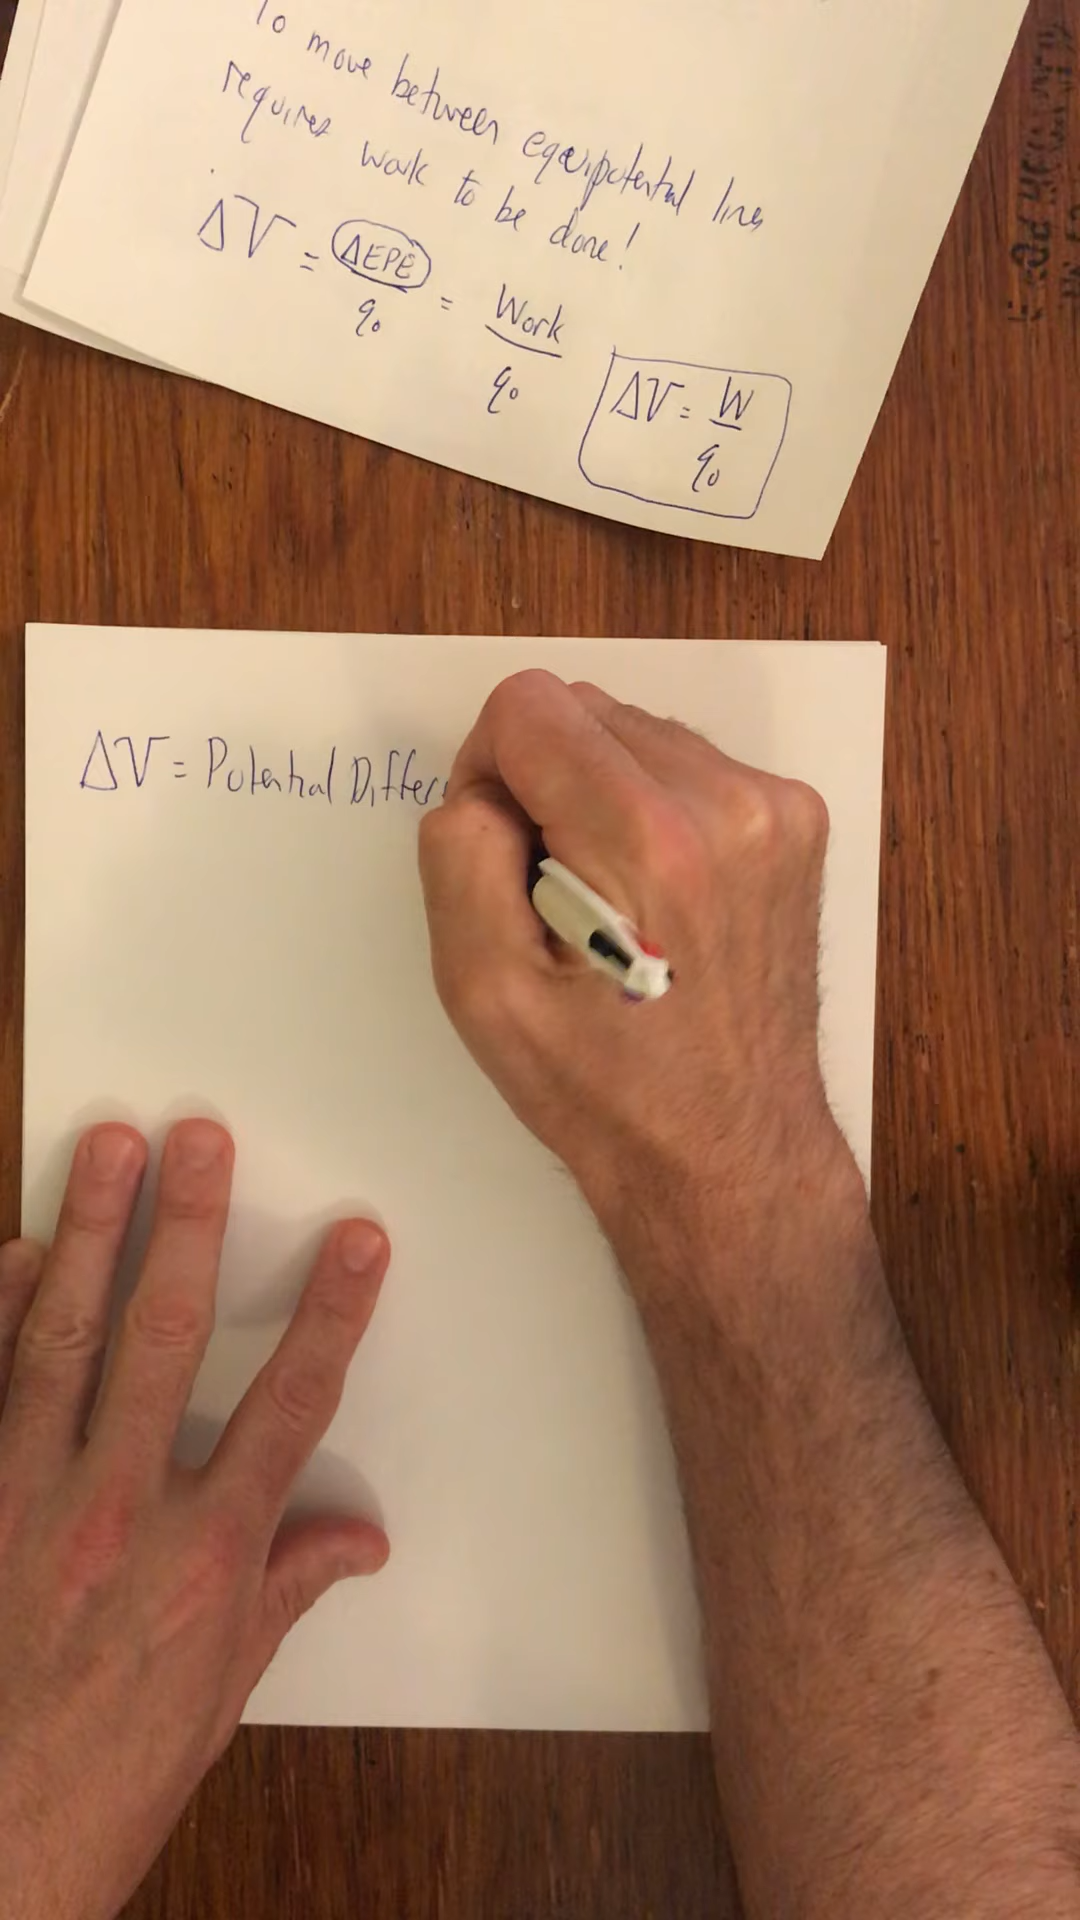 To move between equipotential lines
requires work to be done!
ΔV = ΔEPE/q₀ = Work/q₀
ΔV = W/q₀
ΔV = Potential Differ